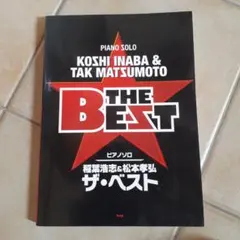 PIANO SOLO
KOSHI INABA &
TAK MATSUMOTO
THE
BEST
ピアノソロ
稲葉浩志&松本孝弘
ザ・ベスト